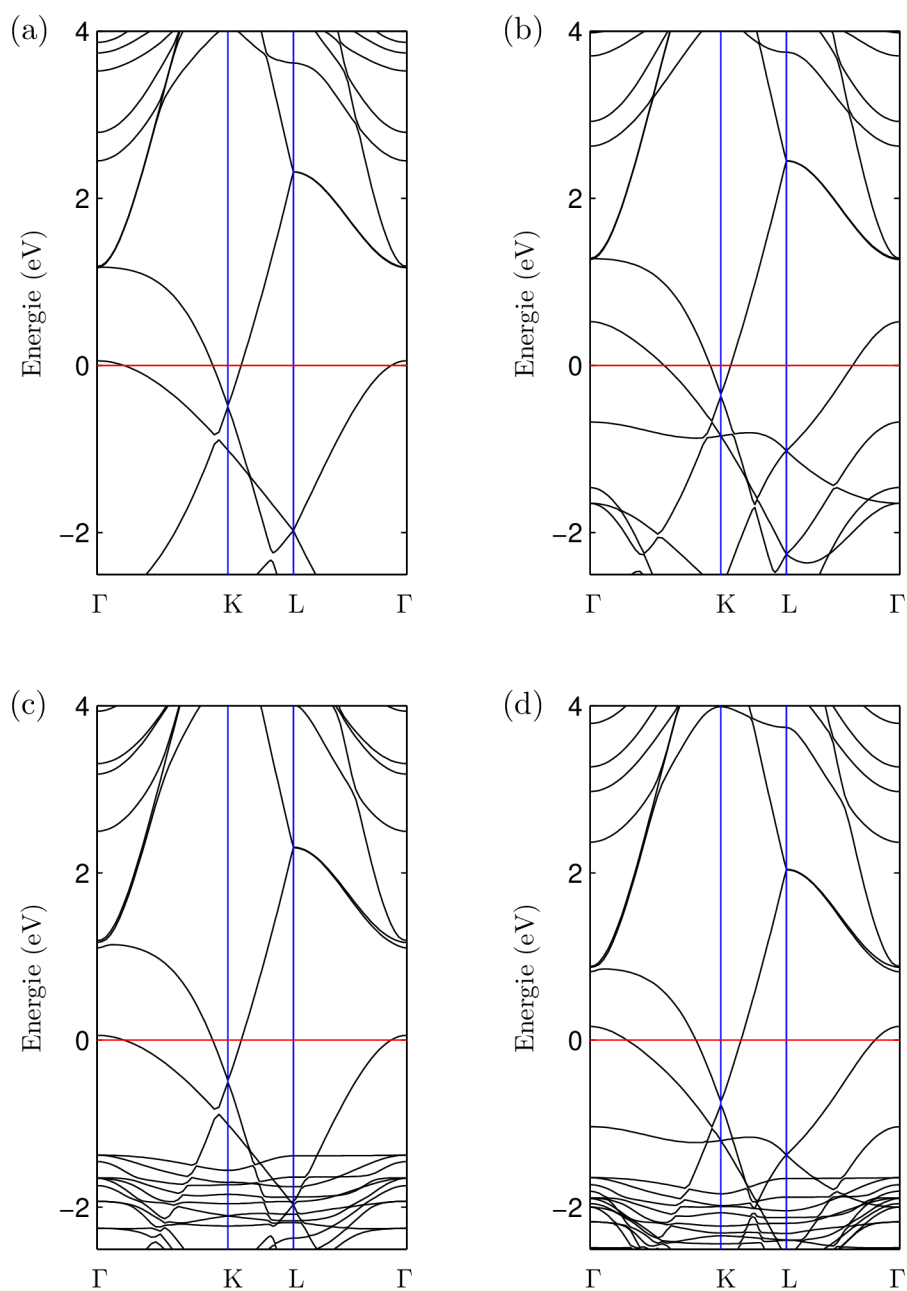 (a)
(b)
4
2
0
−2
Energie (eV)
Γ K L Γ
4
2
0
−2
Energie (eV)
Γ K L Γ
(c)
(d)
4
2
0
−2
Energie (eV)
Γ K L Γ
4
2
0
−2
Energie (eV)
Γ K L Γ